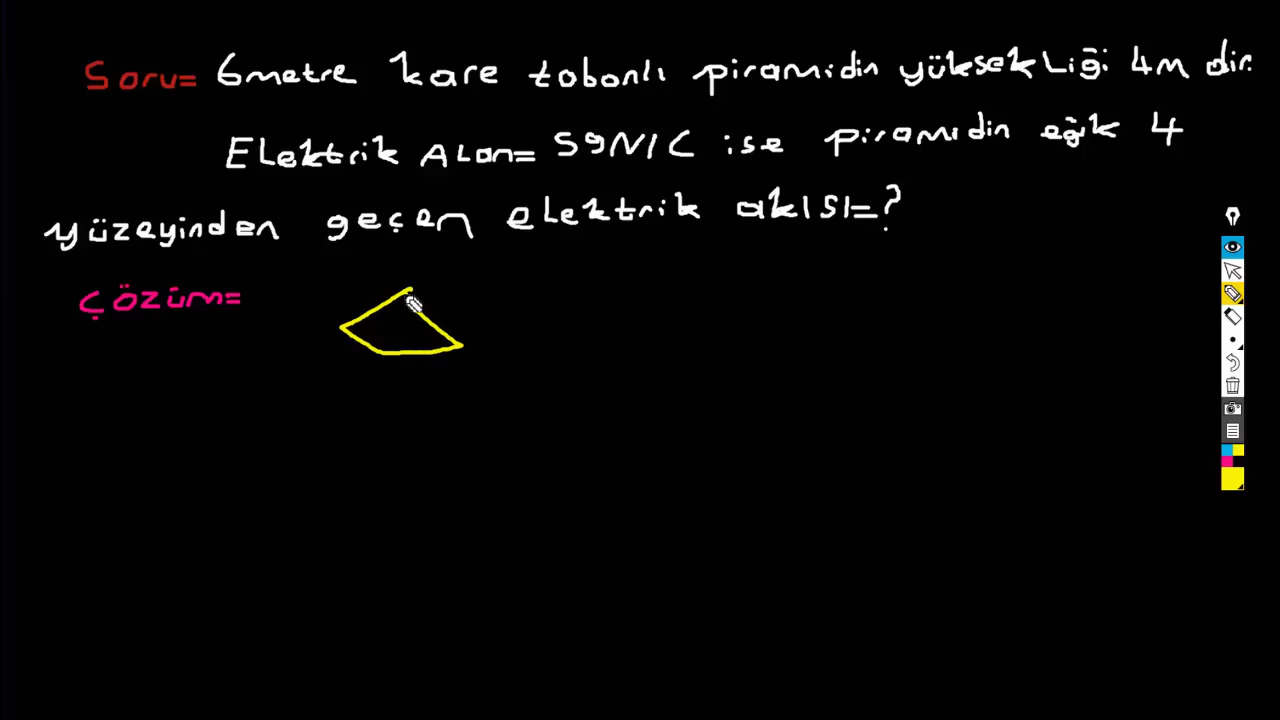 Soru= 6metre kare tabanlı piramidin yüksekliği 4m dir.
Elektrik Alan= 59N/C ise piramidin eğik 4
yüzeyinden geçen elektrik akısı=?
Çözüm=